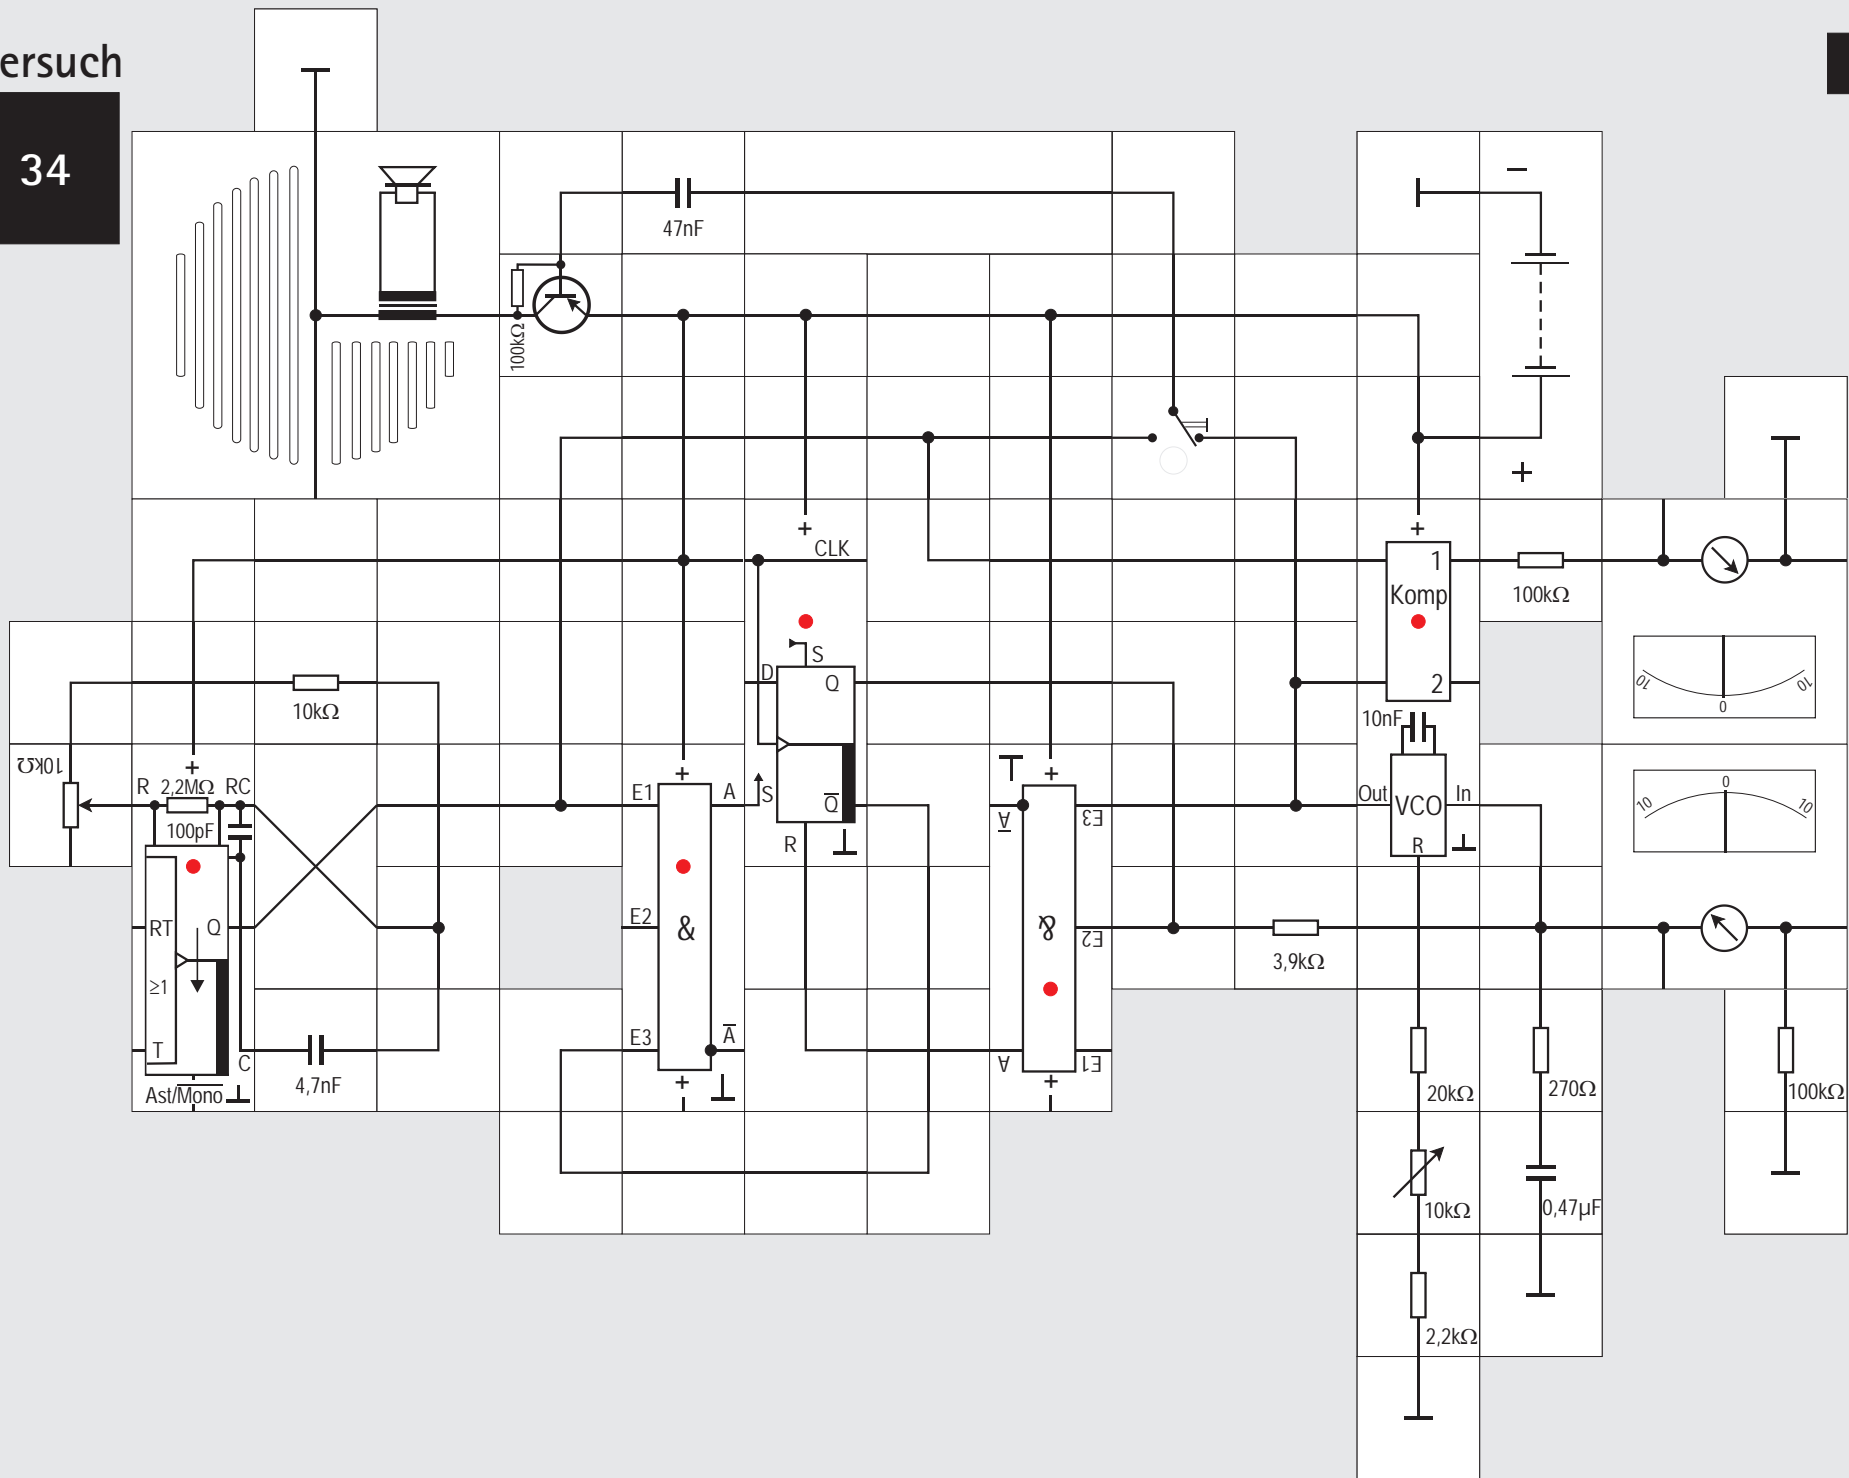 ersuch
34
−
47nF
100kΩ
+
+
CLK
+
1
Komp
100kΩ
S
D
Q
2
10kΩ
10nF
10
10
0
10kΩ
+
R 2,2MΩ RC
100pF
+
E1
A
S
Q̅
R
+
A̅
E3
Out
VCO
In
R
0
10
10
RT
Q
≥1
T
C
Ast/M̅o̅n̅o̅
4,7nF
E2
&
E3
A̅
+
&
E2
A
E1
+
3,9kΩ
20kΩ
270Ω
100kΩ
10kΩ
0,47µF
2,2kΩ